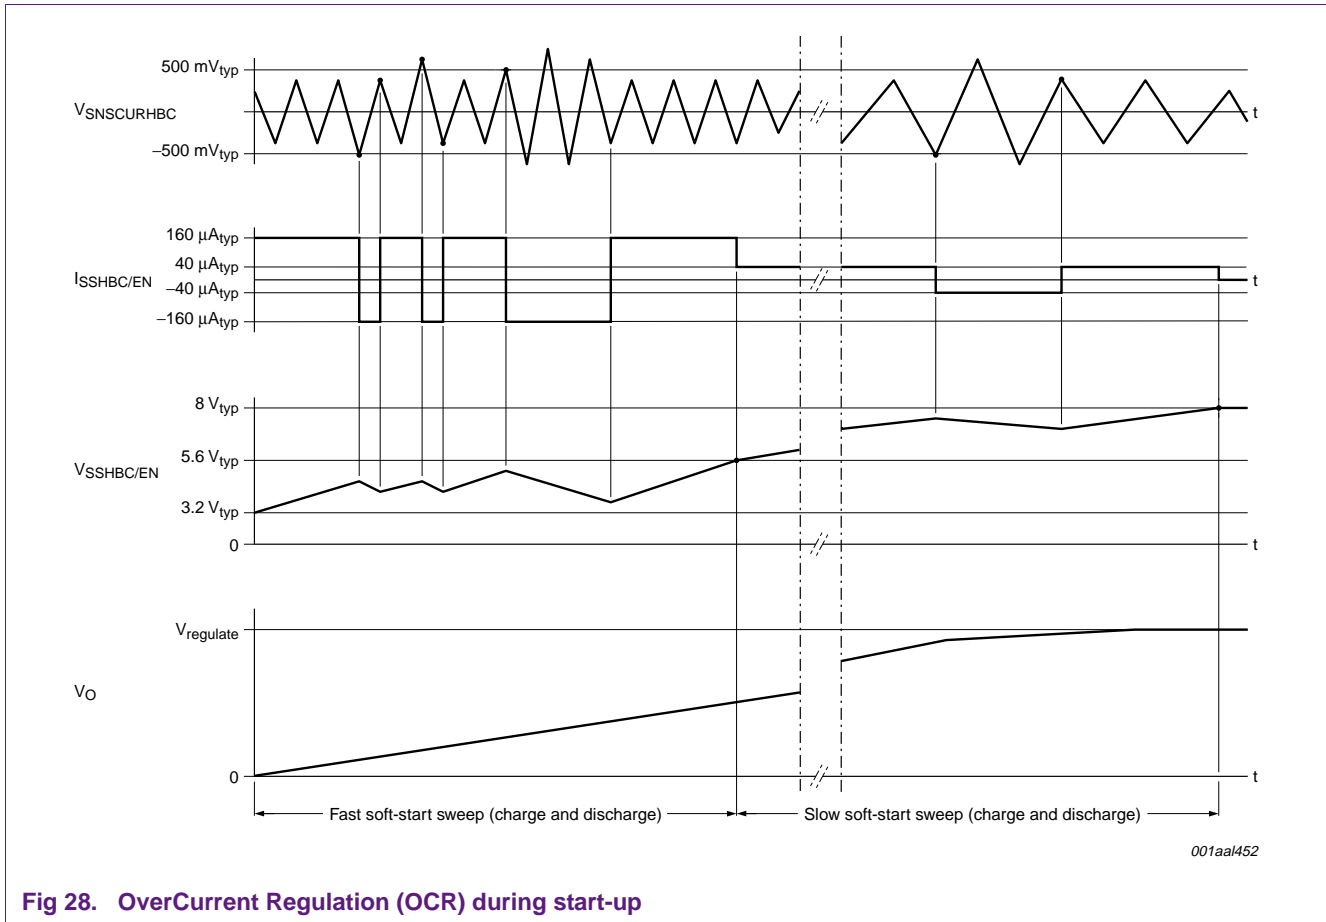 500 mVtyp
VSNSCURHBC
t
−500 mVtyp
160 μAtyp
40 μAtyp
ISSHBC/EN
t
−40 μAtyp
−160 μAtyp
8 Vtyp
5.6 Vtyp
VSSHBC/EN
3.2 Vtyp
0
t
Vregulate
VO
0
t
Fast soft-start sweep (charge and discharge)
Slow soft-start sweep (charge and discharge)
001aal452
Fig 28. OverCurrent Regulation (OCR) during start-up